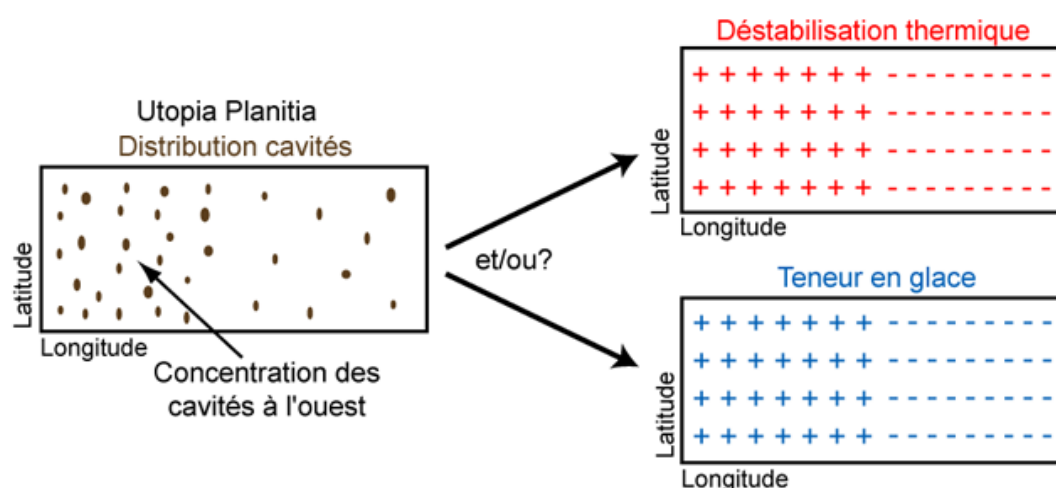 Utopia Planitia
Distribution cavités
Latitude
Longitude
Concentration des
cavités à l'ouest
et/ou?
Déstabilisation thermique
+ + + + + + + - - - - - - - - - -
+ + + + + + + - - - - - - - - - -
+ + + + + + + - - - - - - - - - -
+ + + + + + + - - - - - - - - - -
Latitude
Longitude
Teneur en glace
+ + + + + + + - - - - - - - - - -
+ + + + + + + - - - - - - - - - -
+ + + + + + + - - - - - - - - - -
+ + + + + + + - - - - - - - - - -
Latitude
Longitude